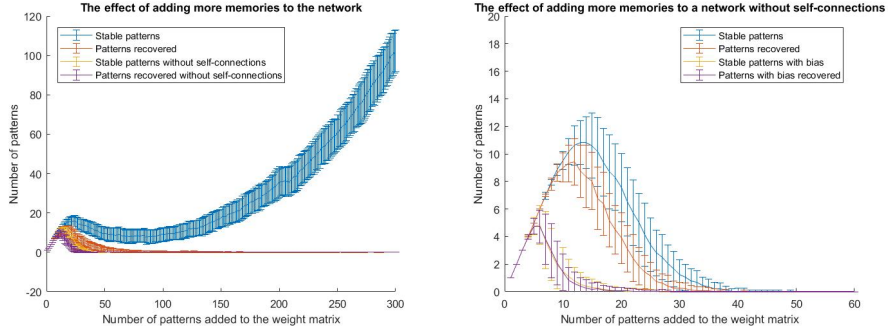 The effect of adding more memories to the network
120
100
80
60
40
20
0
-20
Number of patterns
Stable patterns
Patterns recovered
Stable patterns without self-connections
Patterns recovered without self-connections
0 50 100 150 200 250 300
Number of patterns added to the weight matrix
The effect of adding more memories to a network without self-connections
20
18
16
14
12
10
8
6
4
2
0
Number of patterns
Stable patterns
Patterns recovered
Stable patterns with bias
Patterns with bias recovered
0 10 20 30 40 50 60
Number of patterns added to the weight matrix